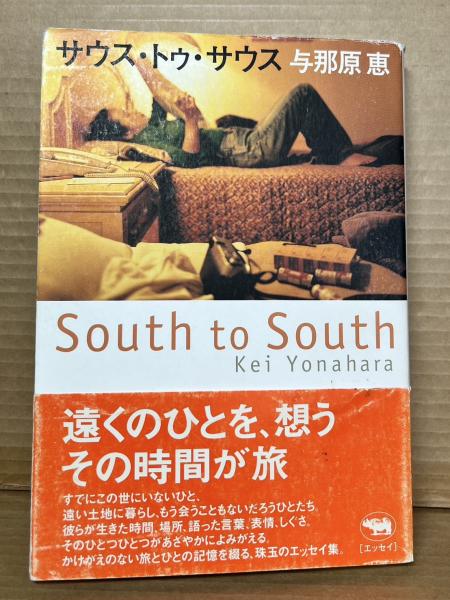 サウス・トゥ・サウス 与那原 恵
South to South
Kei Yonahara
遠くのひとを、想う
その時間が旅
すでにこの世にいないひと、
遠い土地に暮らし、もう会うこともないだろうひとたち。
彼らが生きた時間、場所、語った言葉、表情、しぐさ。
そのひとつひとつがあざやかによみがえる。
かけがえのない旅とひとの記憶を綴る、珠玉のエッセイ集。
[エッセイ]